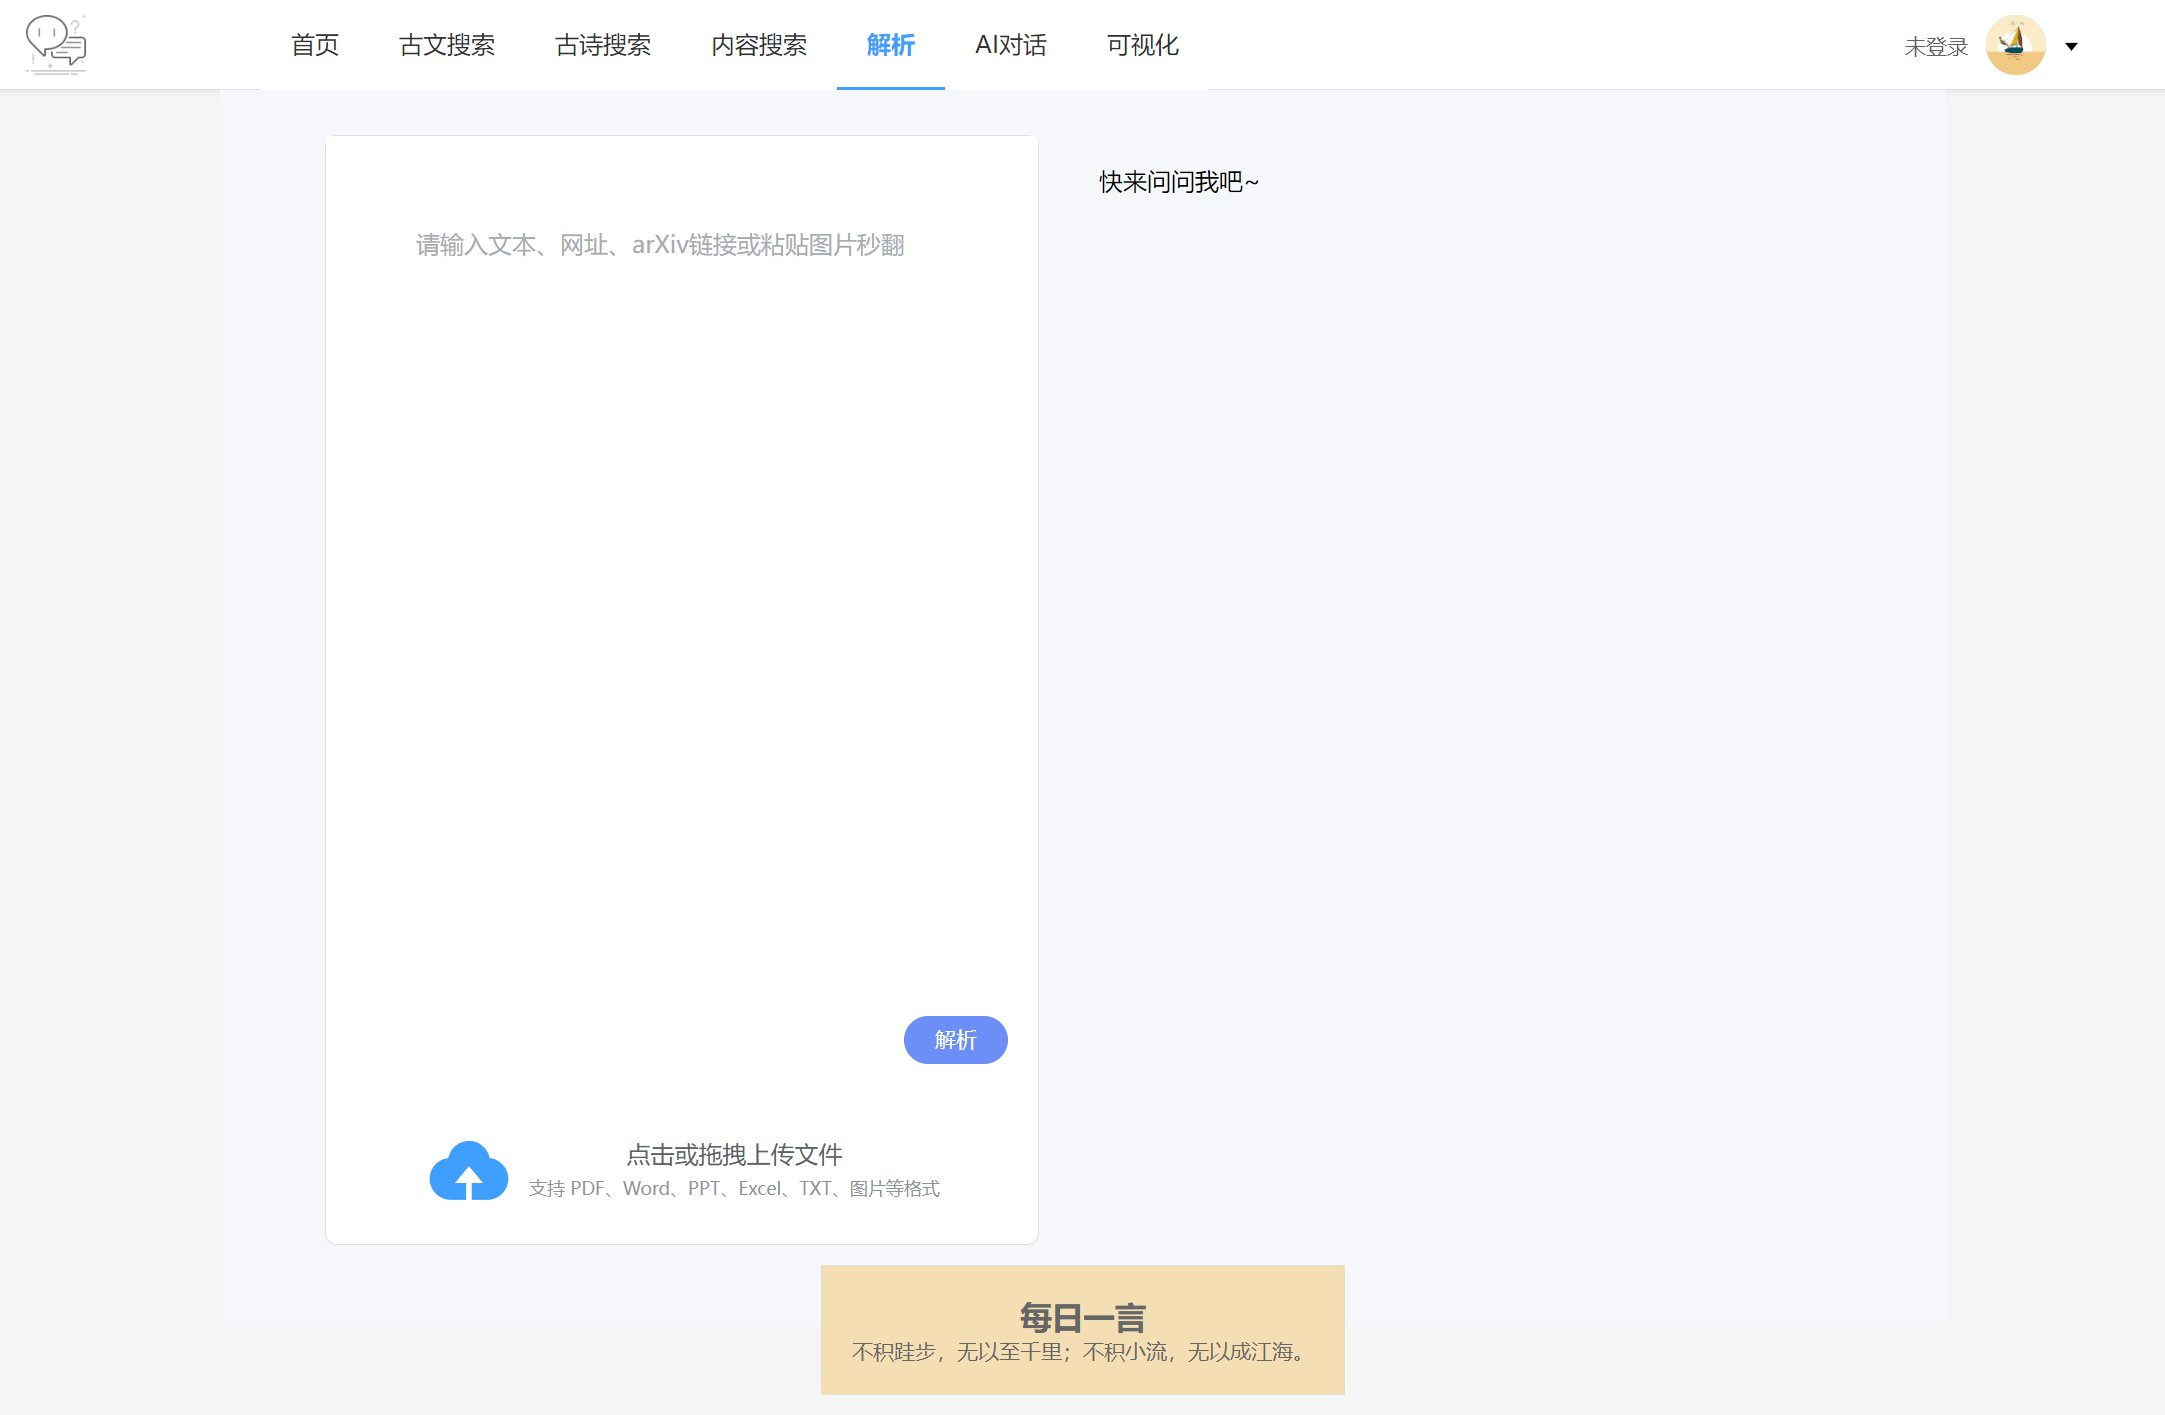 首页 古文搜索 古诗搜索 内容搜索 解析 AI对话 可视化 未登录
请输入文本、网址、arXiv链接或粘贴图片秒翻
快来问问我吧~
解析
点击或拖拽上传文件
支持 PDF、Word、PPT、Excel、TXT、图片等格式
每日一言
不积跬步，无以至千里；不积小流，无以成江海。